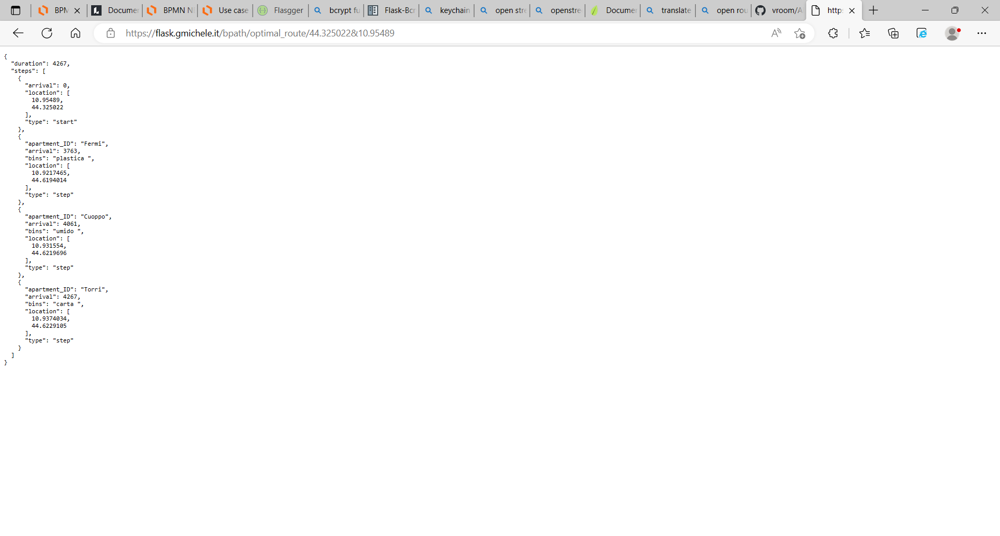 BPM
Documer
BPMN N
Use case
Flasgger
bcrypt fu
Flask-Bcr
keychain
open stre
openstre
Documer
translate
open rou
vroom/A
http
https://flask.gmichele.it/bpath/optimal_route/44.325022&10.95489
{
"duration": 4267,
"steps": [
{
"arrival": 0,
"location": [
10.95489,
44.325022
],
"type": "start"
},
{
"apartment_ID": "Fermi",
"arrival": 3763,
"bins": "plastica ",
"location": [
10.9217465,
44.6194014
],
"type": "step"
},
{
"apartment_ID": "Cuoppo",
"arrival": 4061,
"bins": "umido ",
"location": [
10.931554,
44.6219696
],
"type": "step"
},
{
"apartment_ID": "Torri",
"arrival": 4267,
"bins": "carta ",
"location": [
10.9374034,
44.6229105
],
"type": "step"
}
]
}